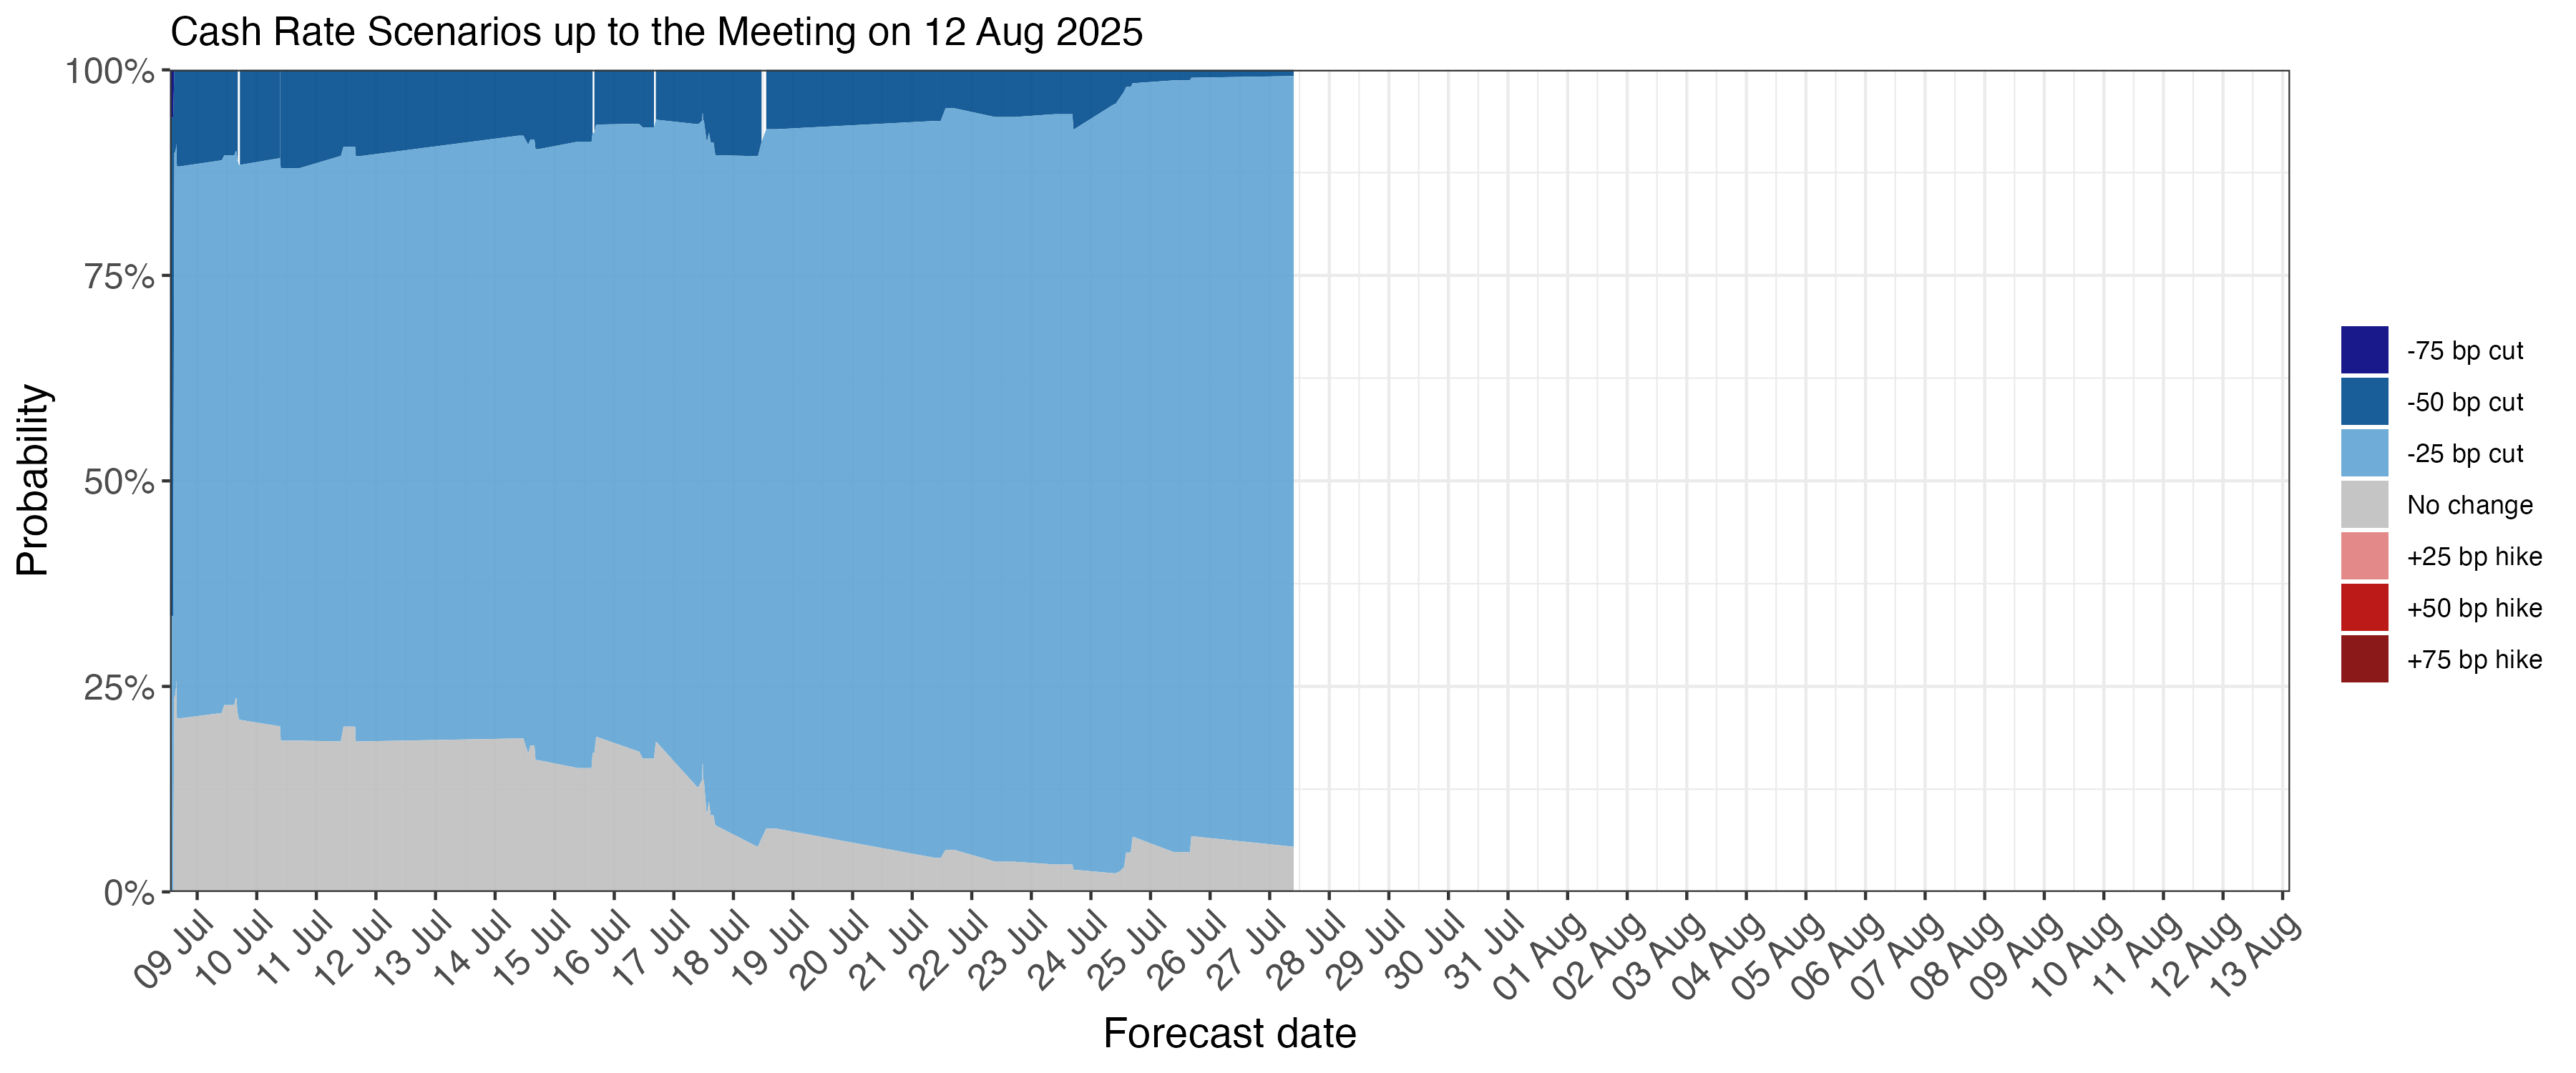 Cash Rate Scenarios up to the Meeting on 12 Aug 2025
Probability
100%
75%
50%
25%
0%
09 Jul
10 Jul
11 Jul
12 Jul
13 Jul
14 Jul
15 Jul
16 Jul
17 Jul
18 Jul
19 Jul
20 Jul
21 Jul
22 Jul
23 Jul
24 Jul
25 Jul
26 Jul
27 Jul
28 Jul
29 Jul
30 Jul
31 Jul
01 Aug
02 Aug
03 Aug
04 Aug
05 Aug
06 Aug
07 Aug
08 Aug
09 Aug
10 Aug
11 Aug
12 Aug
13 Aug
Forecast date
-75 bp cut
-50 bp cut
-25 bp cut
No change
+25 bp hike
+50 bp hike
+75 bp hike